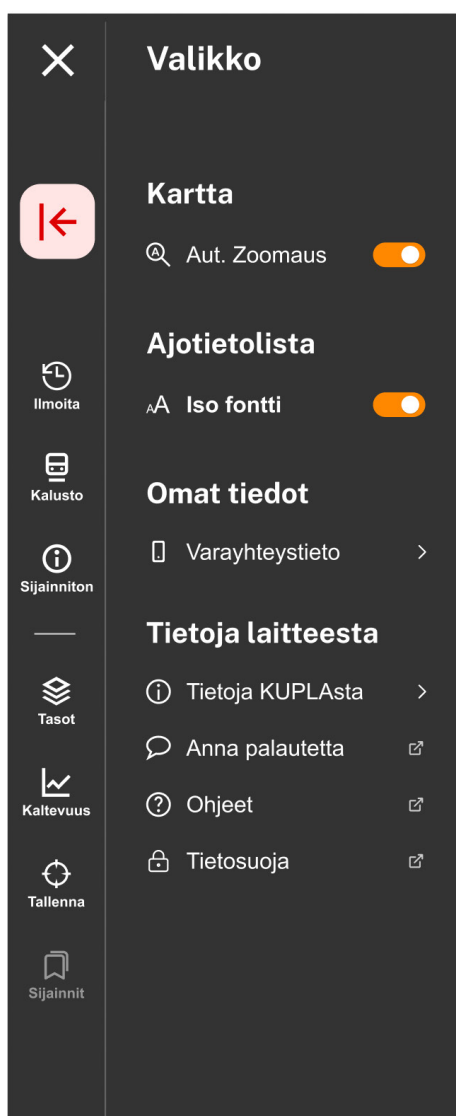 Valikko
Kartta
Aut. Zoomaus
Ajotietolista
AA Iso fontti
Omat tiedot
Varayhteystieto
Tietoja laitteesta
Tietoja KUPLAsta
Anna palautetta
Ohjeet
Tietosuoja
Ilmoita
Kalusto
Sijainniton
Tasot
Kaltevuus
Tallenna
Sijainnit